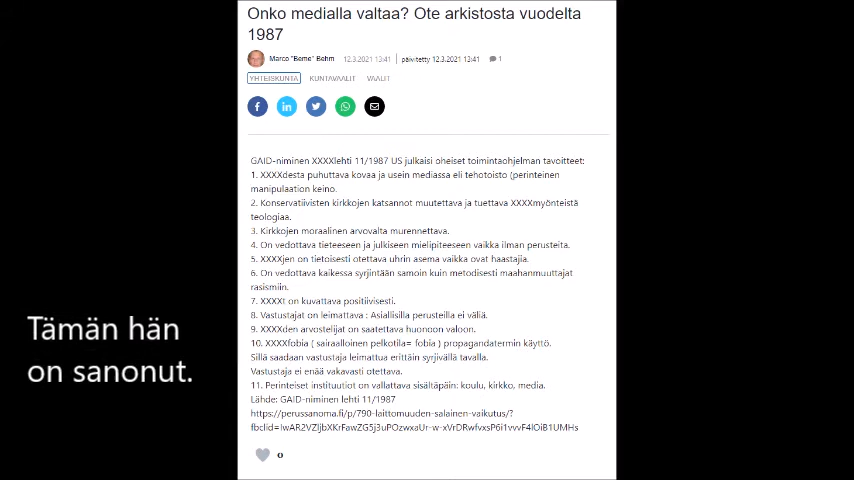 Onko medialla valtaa? Ote arkistosta vuodelta
1987
Marco "Beme" Behm 12.3.2021 13:41 | päivitetty 12.3.2021 13:41 1
YHTEISKUNTA KUNTAVAALIT VAALIT
GAID-niminen XXXXlehti 11/1987 US julkaisi oheiset toimintaohjelman tavoitteet:
1. XXXXdesta puhuttava kovaa ja usein mediassa eli tehotoisto (perinteinen
manipulaation keino.
2. Konservatiivisten kirkkojen katsannot muutettava ja tuettava XXXXmyönteistä
teologiaa.
3. Kirkkojen moraalinen arvovalta murennettava.
4. On vedottava tieteeseen ja julkiseen mielipiteeseen vaikka ilman perusteita.
5. XXXXjen on tietoisesti otettava uhrin asema vaikka ovat haastajia.
6. On vedottava kaikessa syrjintään samoin kuin metodisesti maahanmuuttajat
rasismiin.
7. XXXXt on kuvattava positiivisesti.
8. Vastustajat on leimattava : Asiallisilla perusteilla ei väliä.
9. XXXXden arvostelijat on saatettava huonoon valoon.
10. XXXXfobia ( sairaalloinen pelkotila= fobia ) propagandatermin käyttö.
Sillä saadaan vastustaja leimattua erittäin syrjivällä tavalla.
Vastustaja ei enää vakavasti otettava.
11. Perinteiset instituutiot on vallattava sisältäpäin: koulu, kirkko, media.
Lähde: GAID-niminen lehti 11/1987
https://perussanoma.fi/p/790-laittomuuden-salainen-vaikutus/?
0
Tämän hän
on sanonut.